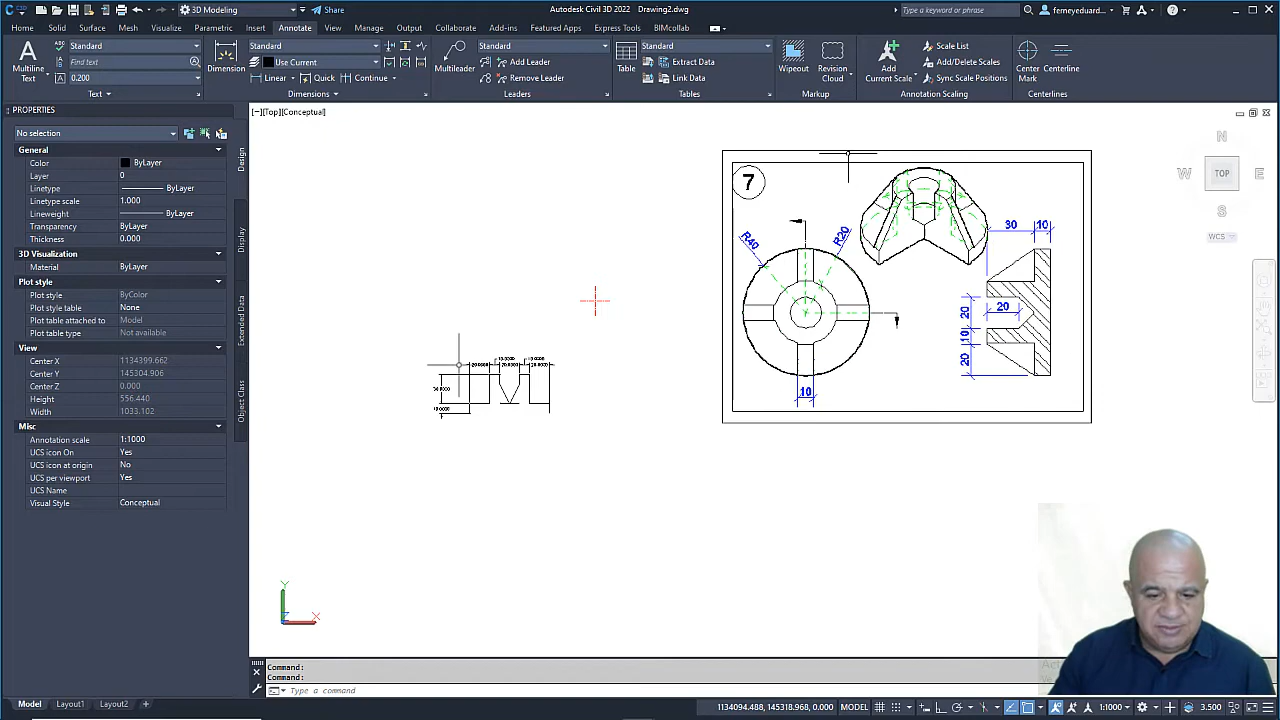 3D Modeling
Share
Autodesk Civil 3D 2022 Drawing2.dwg
Type a keyword or phrase
ferneyeduard...
Home Solid Surface Mesh Visualize Parametric Insert Annotate View Manage Output Collaborate Add-ins Featured Apps Express Tools BIMcollab
Multiline Text
Standard
Find text
0.200
Text
Dimension
Standard
Use Current
Linear Quick Continue
Dimensions
Multileader
Standard
Add Leader
Remove Leader
Leaders
Table
Standard
Extract Data
Link Data
Tables
Wipeout
Revision Cloud
Markup
Add Current Scale
Scale List
Add/Delete Scales
Sync Scale Positions
Annotation Scaling
Center Mark
Centerline
Centerlines
PROPERTIES
No selection
General
Color ByLayer
Layer 0
Linetype ByLayer
Linetype scale 1.000
Lineweight ByLayer
Transparency ByLayer
Thickness 0.000
3D Visualization
Material ByLayer
Plot style
Plot style ByColor
Plot style table None
Plot table attached to Model
Plot table type Not available
View
Center X 1134399.662
Center Y 145304.906
Center Z 0.000
Height 556.440
Width 1033.102
Misc
Annotation scale 1:1000
UCS icon On Yes
UCS icon at origin No
UCS per viewport Yes
UCS Name
Visual Style Conceptual
Design
Display
Extended Data
Object Class
[−][Top][Conceptual]
7
R40
R20
10
30 10
20
20
10
20
N
W TOP E
S
WCS
Y
X
Command:
Command:
Type a command
Model Layout1 Layout2 +
1134094.488, 145318.968, 0.000 MODEL
1:1000
3.500